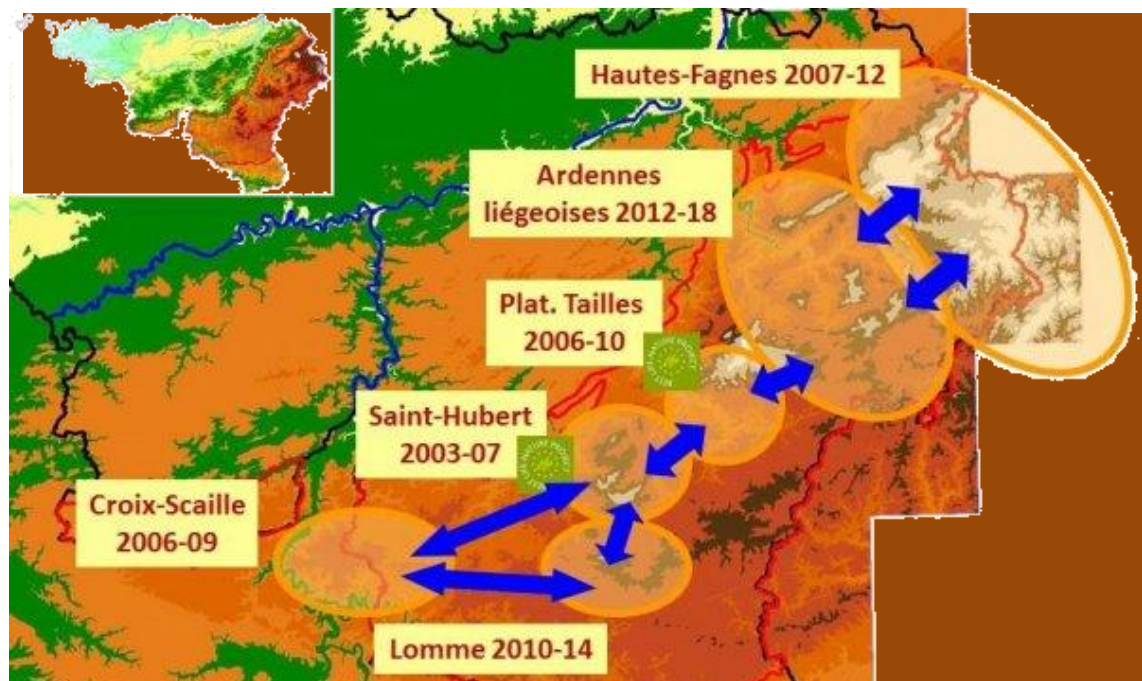 Hautes-Fagnes 2007-12
Ardennes
liégeoises 2012-18
Plat. Tailles
2006-10
Saint-Hubert
2003-07
Croix-Scaille
2006-09
Lomme 2010-14